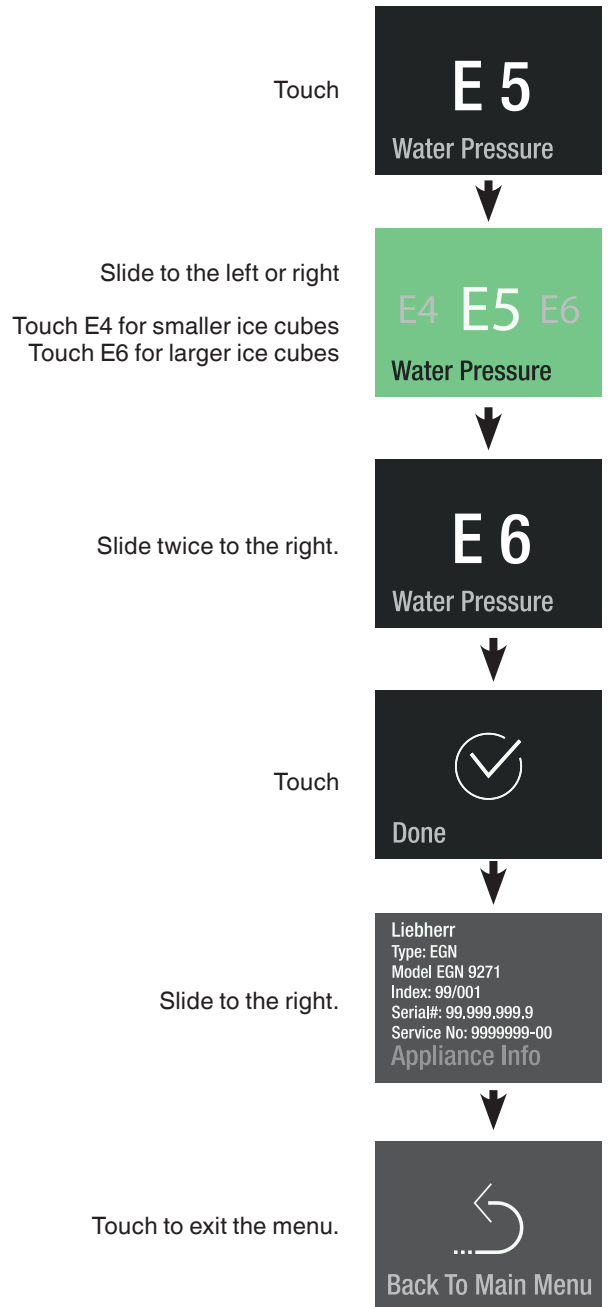 Touch
E 5
Water Pressure
Slide to the left or right
Touch E4 for smaller ice cubes
Touch E6 for larger ice cubes
E4 E5 E6
Water Pressure
Slide twice to the right.
E 6
Water Pressure
Touch
Done
Slide to the right.
Liebherr
Type: EGN
Model EGN 9271
Index: 99/001
Serial#: 99.999.999.9
Service No: 9999999-00
Appliance Info
Touch to exit the menu.
Back To Main Menu